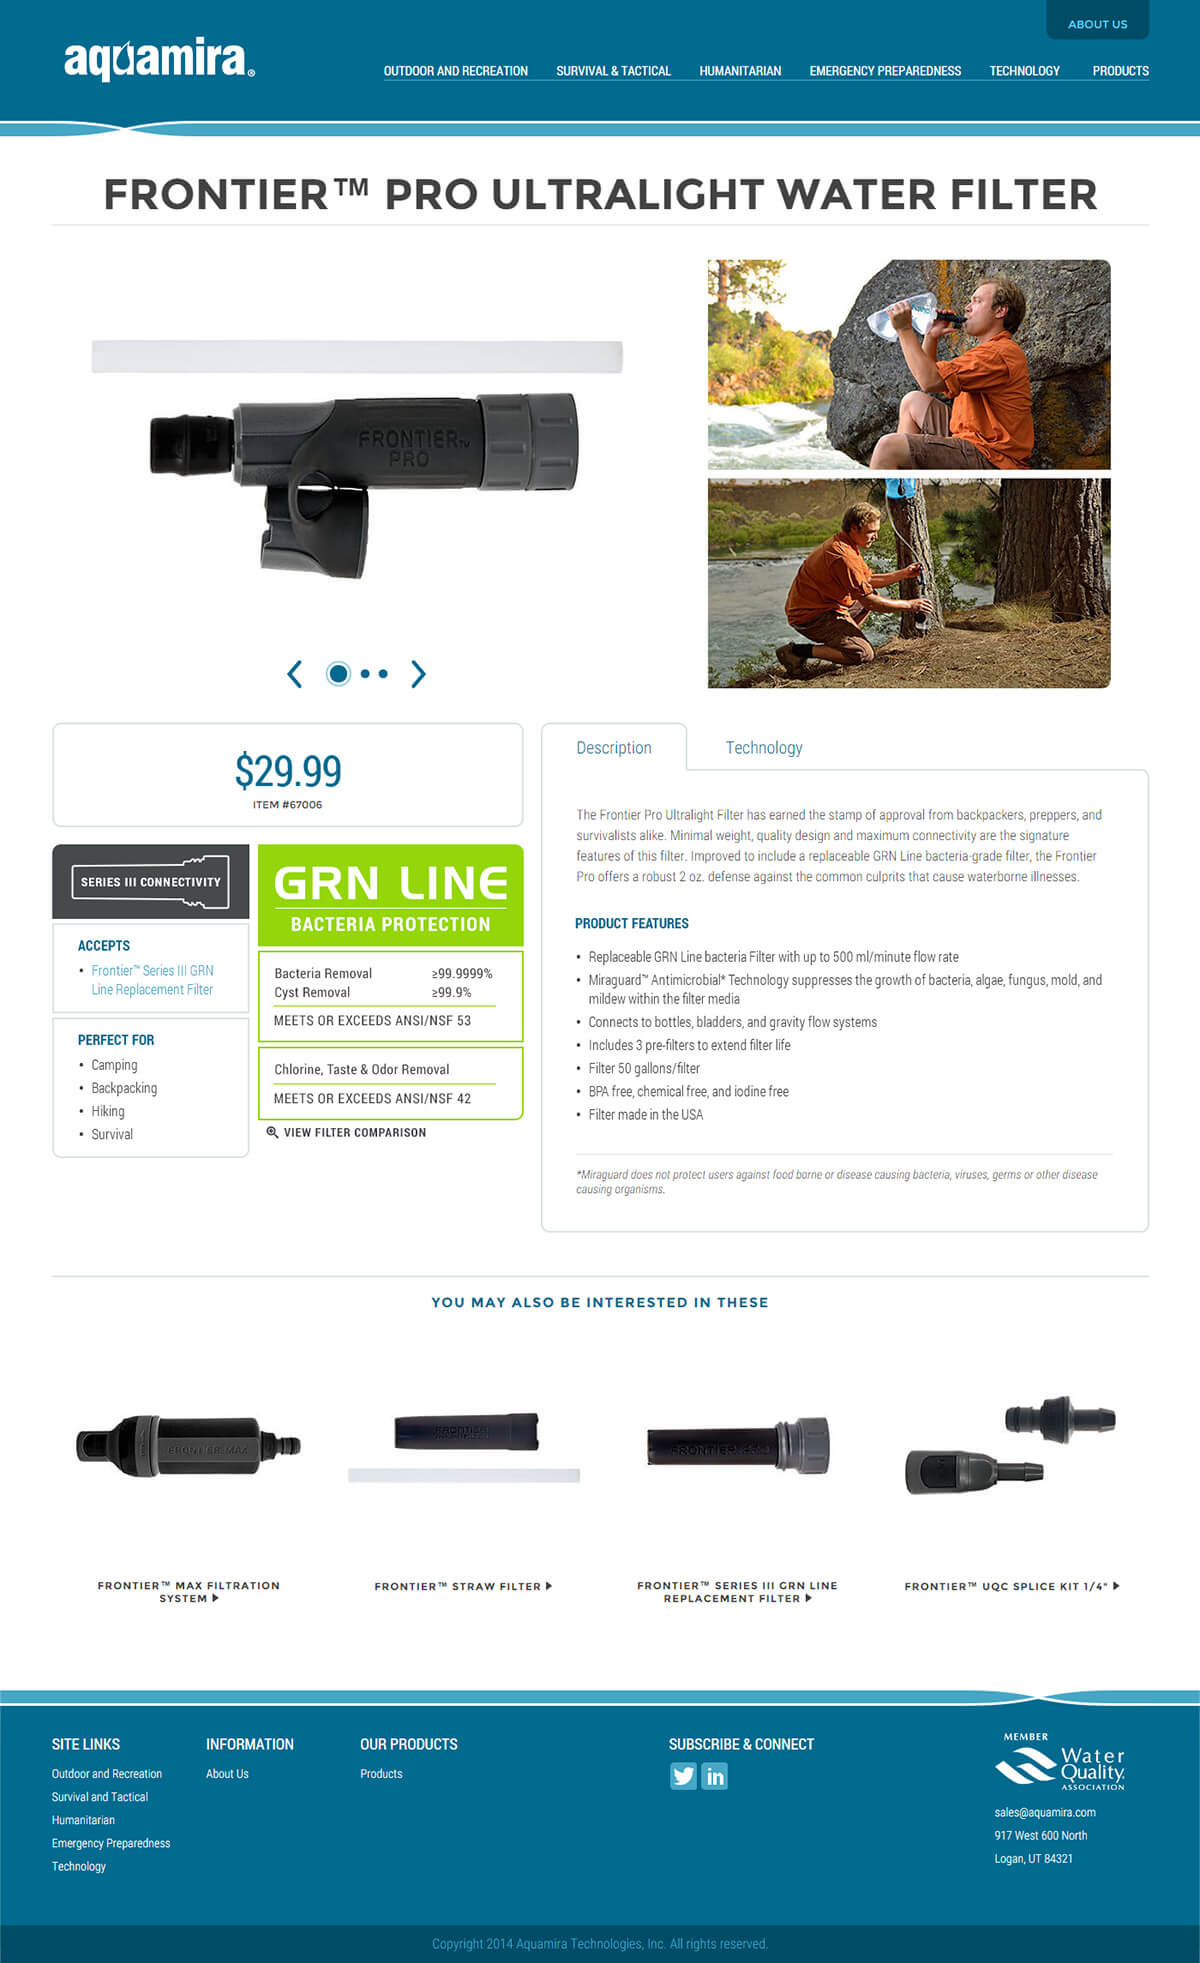 ABOUT US
aquamira®
OUTDOOR AND RECREATION SURVIVAL & TACTICAL HUMANITARIAN EMERGENCY PREPAREDNESS TECHNOLOGY PRODUCTS
FRONTIER™ PRO ULTRALIGHT WATER FILTER
FRONTIER™
PRO
$29.99
ITEM #67006
SERIES III CONNECTIVITY
ACCEPTS
• Frontier™ Series III GRN
Line Replacement Filter
PERFECT FOR
• Camping
• Backpacking
• Hiking
• Survival
GRN LINE
BACTERIA PROTECTION
Bacteria Removal ≥99.9999%
Cyst Removal ≥99.9%
MEETS OR EXCEEDS ANSI/NSF 53
Chlorine, Taste & Odor Removal
MEETS OR EXCEEDS ANSI/NSF 42
VIEW FILTER COMPARISON
Description Technology
The Frontier Pro Ultralight Filter has earned the stamp of approval from backpackers, preppers, and
survivalists alike. Minimal weight, quality design and maximum connectivity are the signature
features of this filter. Improved to include a replaceable GRN Line bacteria-grade filter, the Frontier
Pro offers a robust 2 oz. defense against the common culprits that cause waterborne illnesses.
PRODUCT FEATURES
• Replaceable GRN Line bacteria Filter with up to 500 ml/minute flow rate
• Miraguard™ Antimicrobial* Technology suppresses the growth of bacteria, algae, fungus, mold, and
mildew within the filter media
• Connects to bottles, bladders, and gravity flow systems
• Includes 3 pre-filters to extend filter life
• Filter 50 gallons/filter
• BPA free, chemical free, and iodine free
• Filter made in the USA
*Miraguard does not protect users against food borne or disease causing bacteria, viruses, germs or other disease
causing organisms.
YOU MAY ALSO BE INTERESTED IN THESE
FRONTIER MAX
FRONTIER
FRONTIER
FRONTIER™ MAX FILTRATION
SYSTEM
FRONTIER™ STRAW FILTER
FRONTIER™ SERIES III GRN LINE
REPLACEMENT FILTER
FRONTIER™ UQC SPLICE KIT 1/4"
SITE LINKS
Outdoor and Recreation
Survival and Tactical
Humanitarian
Emergency Preparedness
Technology
INFORMATION
About Us
OUR PRODUCTS
Products
SUBSCRIBE & CONNECT
in
MEMBER
Water
Quality
ASSOCIATION
sales@aquamira.com
917 West 600 North
Logan, UT 84321
Copyright 2014 Aquamira Technologies, Inc. All rights reserved.